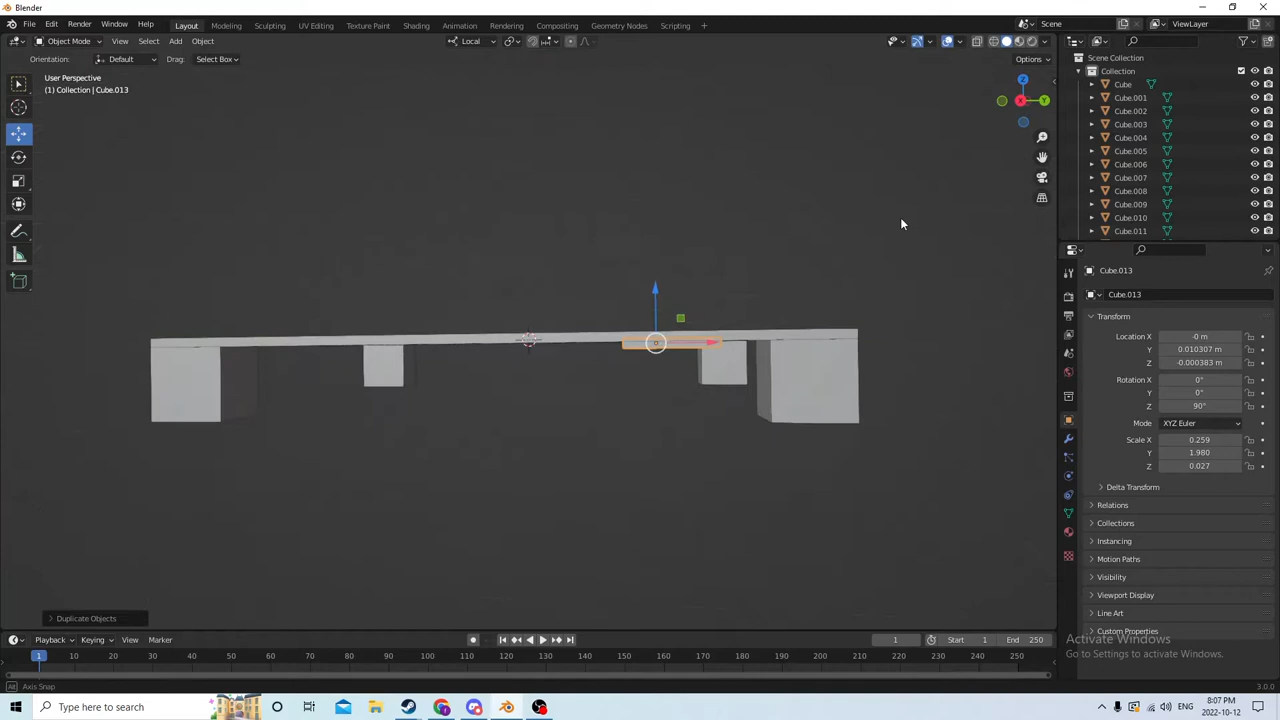 Blender
File Edit Render Window Help Layout Modeling Sculpting UV Editing Texture Paint Shading Animation Rendering Compositing Geometry Nodes Scripting + Scene ViewLayer
Object Mode View Select Add Object Local
Orientation: Default Drag: Select Box Options
Scene Collection
Collection
Cube
Cube.001
Cube.002
Cube.003
Cube.004
Cube.005
Cube.006
Cube.007
Cube.008
Cube.009
Cube.010
Cube.011
User Perspective
(1) Collection | Cube.013
X
Y
Z
Cube.013
Cube.013
Transform
Location X -0 m
Y 0.010307 m
Z -0.000383 m
Rotation X 0°
Y 0°
Z 90°
Mode XYZ Euler
Scale X 0.259
Y 1.980
Z 0.027
Delta Transform
Relations
Collections
Instancing
Motion Paths
Visibility
Viewport Display
Line Art
Custom Properties
Activate Windows
Go to Settings to activate Windows.
Duplicate Objects
Playback Keying View Marker 1 Start 1 End 250
1 10 20 30 40 50 60 70 80 90 100 110 120 130 140 150 160 170 180 190 200 210 220 230 240 250
Axis Snap 3.0.0
Type here to search
8:07 PM
2022-10-12